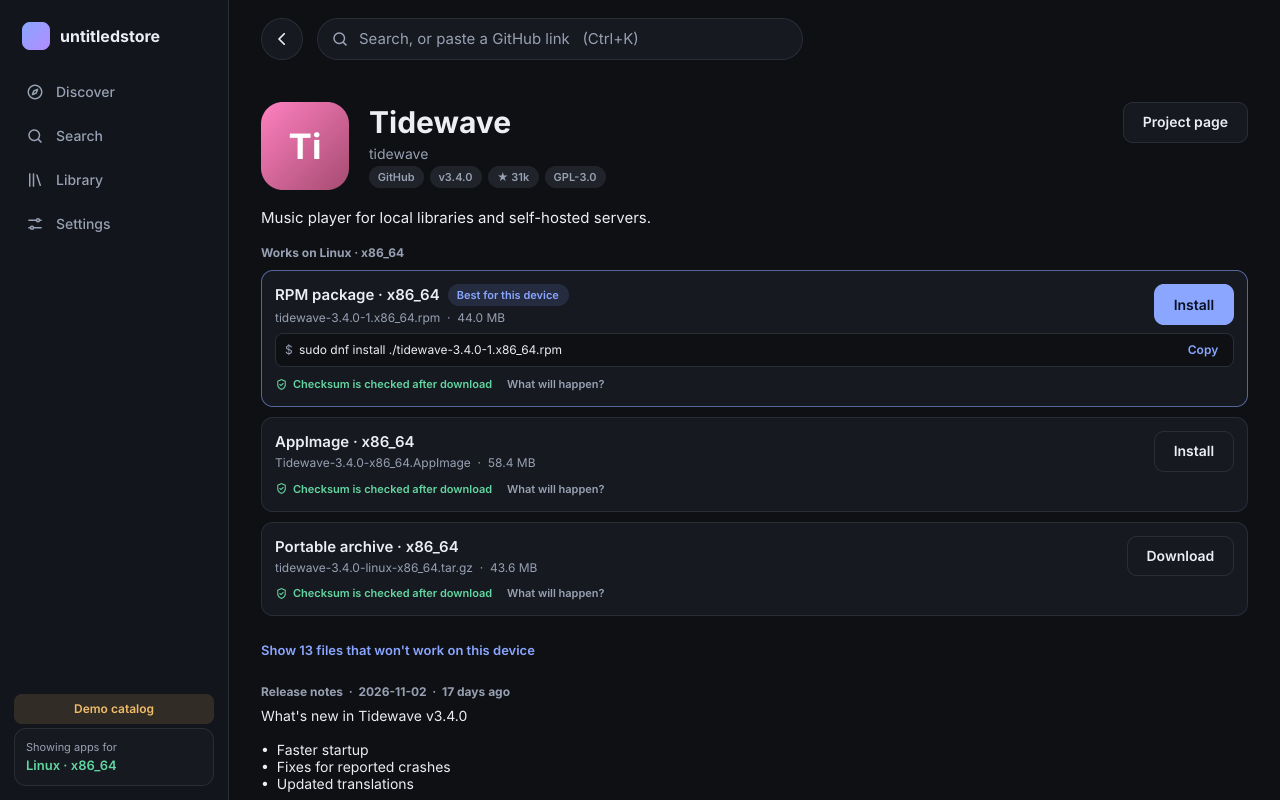 untitledstore
Discover
Search
Library
Settings
Demo catalog
Showing apps for
Linux · x86_64
Search, or paste a GitHub link (Ctrl+K)
Ti
Tidewave
tidewave
GitHub v3.4.0 ★ 31k GPL-3.0
Project page
Music player for local libraries and self-hosted servers.
Works on Linux · x86_64
RPM package · x86_64 Best for this device
tidewave-3.4.0-1.x86_64.rpm · 44.0 MB
Install
$ sudo dnf install ./tidewave-3.4.0-1.x86_64.rpm Copy
Checksum is checked after download What will happen?
AppImage · x86_64
Tidewave-3.4.0-x86_64.AppImage · 58.4 MB
Install
Checksum is checked after download What will happen?
Portable archive · x86_64
tidewave-3.4.0-linux-x86_64.tar.gz · 43.6 MB
Download
Checksum is checked after download What will happen?
Show 13 files that won't work on this device
Release notes · 2026-11-02 · 17 days ago
What's new in Tidewave v3.4.0
• Faster startup
• Fixes for reported crashes
• Updated translations